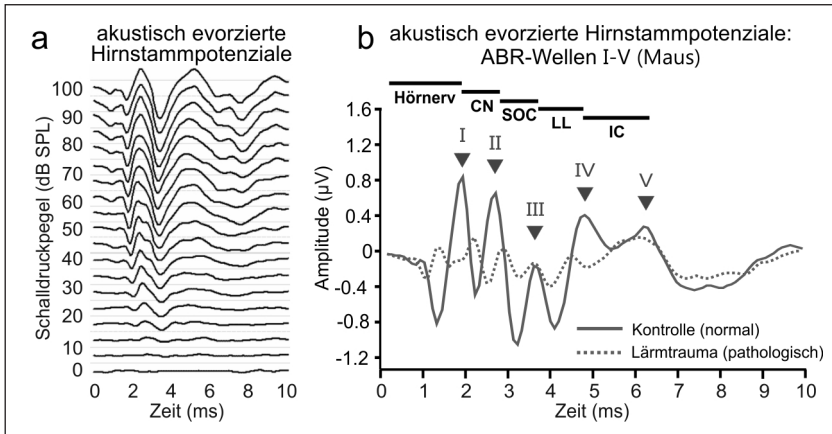 a
akustisch evorzierte
Hirnstammpotenziale
Schalldruckpegel (dB SPL)
100
90
80
70
60
50
40
30
20
10
0
0 2 4 6 8 10
Zeit (ms)
b
akustisch evorzierte Hirnstammpotenziale:
ABR-Wellen I-V (Maus)
Hörnerv
CN
SOC
LL
IC
I
II
III
IV
V
Amplitude (µV)
1.6
1.2
0.8
0.4
0
-0.4
-0.8
-1.2
Kontrolle (normal)
Lärmtrauma (pathologisch)
0 1 2 3 4 5 6 7 8 9 10
Zeit (ms)